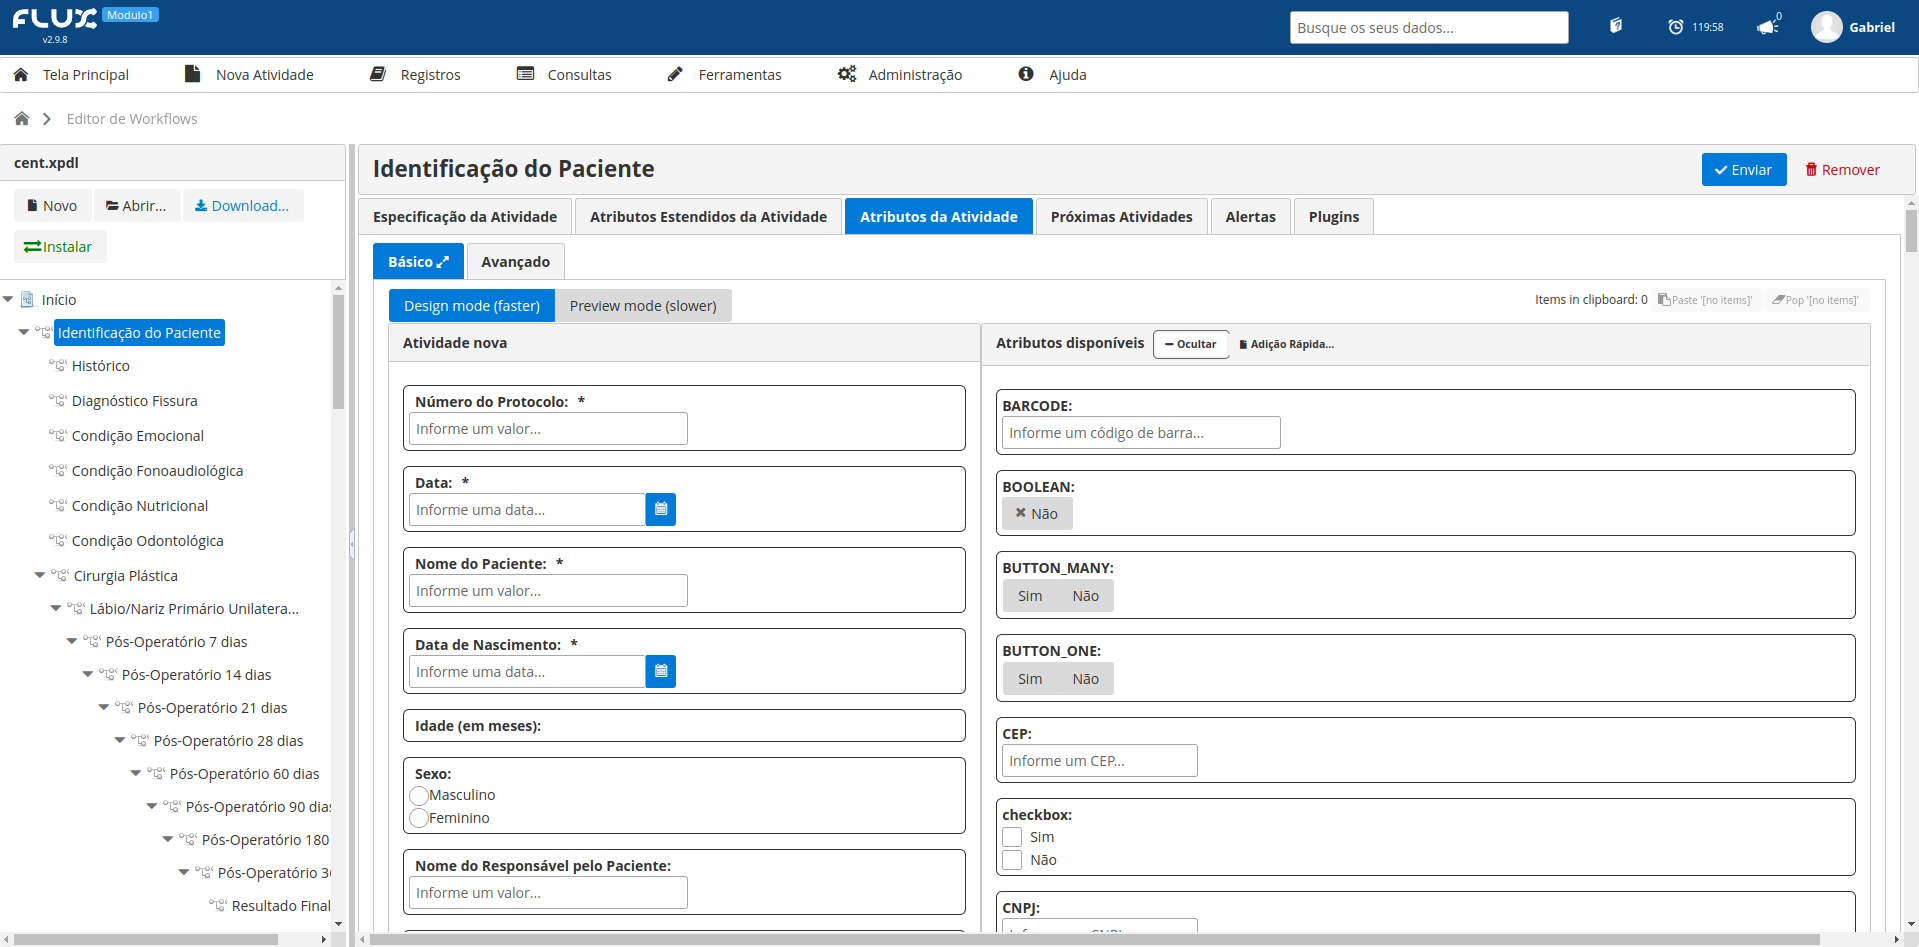 FLUX Modulo1
v2.9.8
Busque os seus dados...
119:58
0
Gabriel
Tela Principal
Nova Atividade
Registros
Consultas
Ferramentas
Administração
Ajuda
Editor de Workflows
cent.xpdl
Novo
Abrir...
Download...
Instalar
Início
Identificação do Paciente
Histórico
Diagnóstico Fissura
Condição Emocional
Condição Fonoaudiológica
Condição Nutricional
Condição Odontológica
Cirurgia Plástica
Lábio/Nariz Primário Unilatera...
Pós-Operatório 7 dias
Pós-Operatório 14 dias
Pós-Operatório 21 dias
Pós-Operatório 28 dias
Pós-Operatório 60 dias
Pós-Operatório 90 dias
Pós-Operatório 180
Pós-Operatório 3
Resultado Final
Identificação do Paciente
Enviar
Remover
Especificação da Atividade
Atributos Estendidos da Atividade
Atributos da Atividade
Próximas Atividades
Alertas
Plugins
Básico
Avançado
Design mode (faster)
Preview mode (slower)
Items in clipboard: 0
Paste '[no items]'
Pop '[no items]'
Atividade nova
Número do Protocolo: *
Informe um valor...
Data: *
Informe uma data...
Nome do Paciente: *
Informe um valor...
Data de Nascimento: *
Informe uma data...
Idade (em meses):
Sexo:
Masculino
Feminino
Nome do Responsável pelo Paciente:
Informe um valor...
Atributos disponíveis
Ocultar
Adição Rápida...
BARCODE:
Informe um código de barra...
BOOLEAN:
Não
BUTTON_MANY:
Sim Não
BUTTON_ONE:
Sim Não
CEP:
Informe um CEP...
checkbox:
Sim
Não
CNPJ: